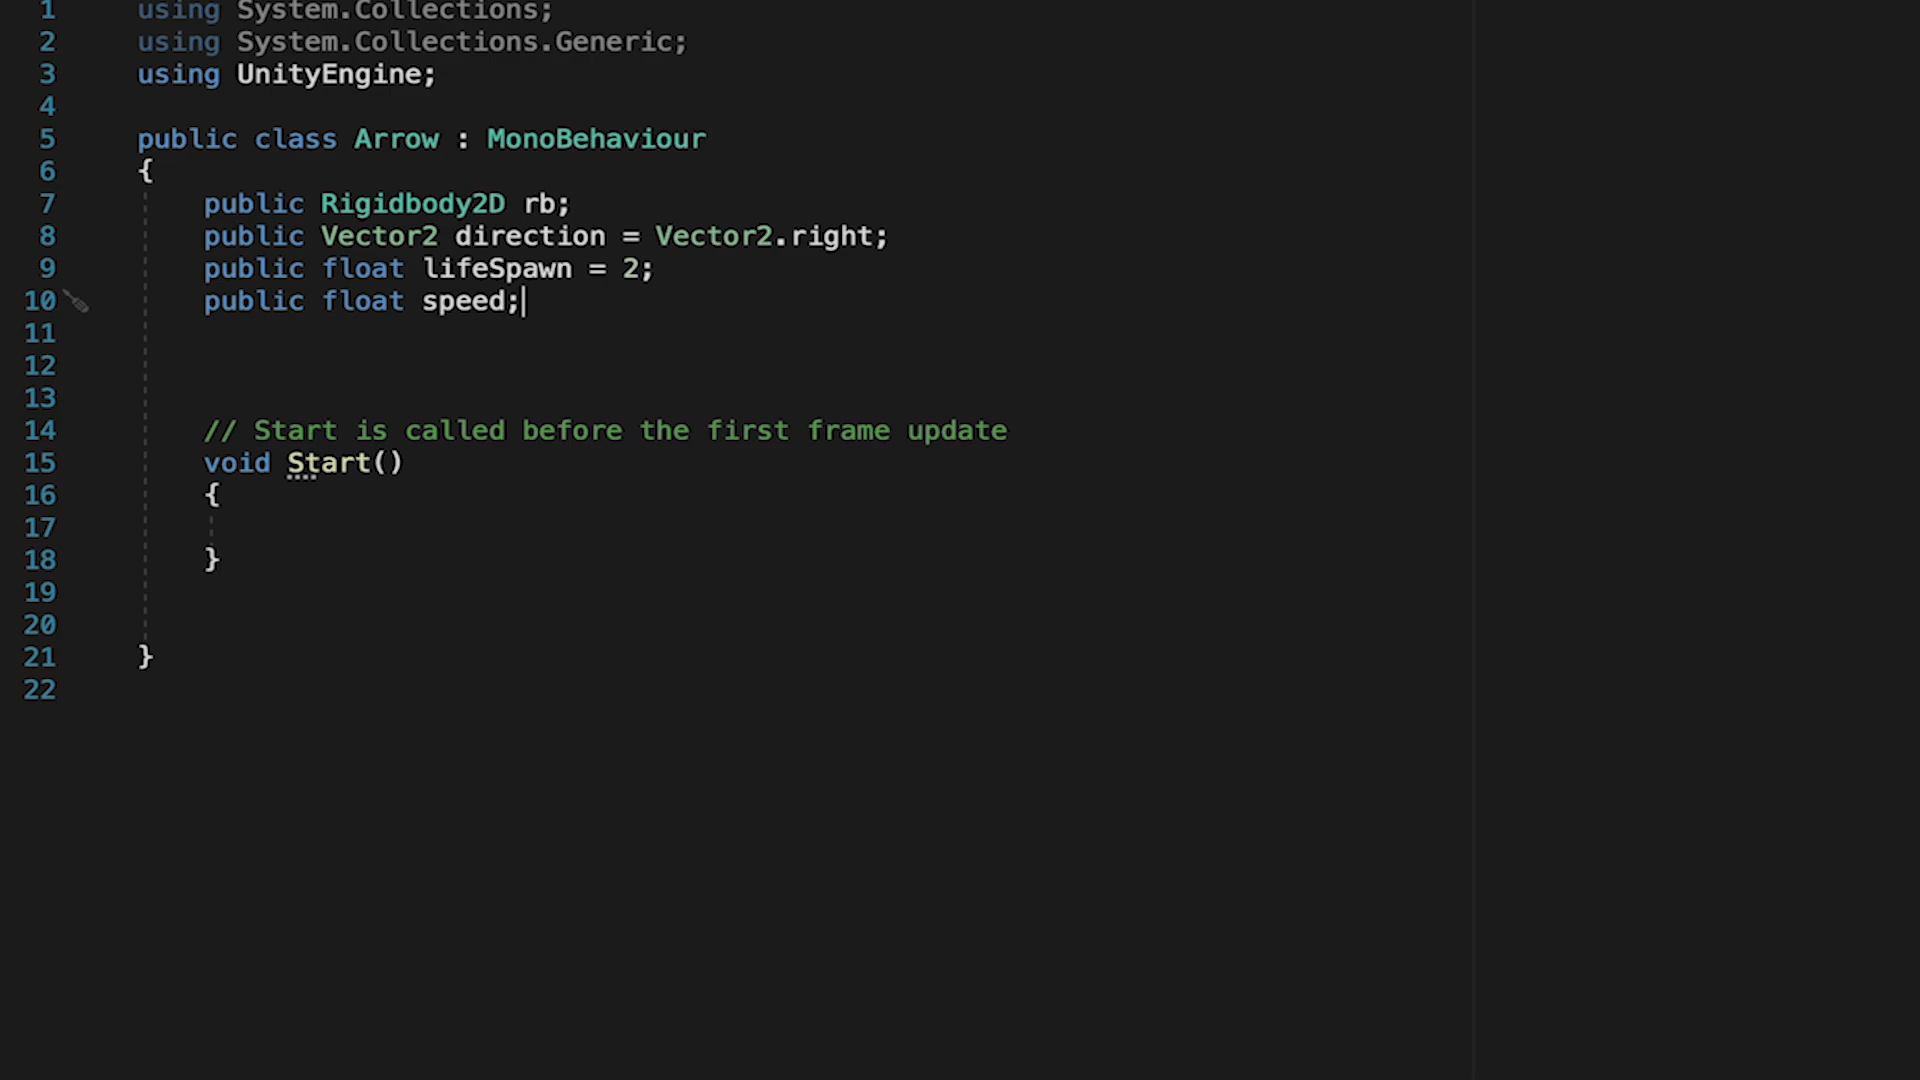 1 using System.Collections;
2 using System.Collections.Generic;
3 using UnityEngine;
4
5 public class Arrow : MonoBehaviour
6 {
7 public Rigidbody2D rb;
8 public Vector2 direction = Vector2.right;
9 public float lifeSpawn = 2;
10 public float speed;
11
12
13
14 // Start is called before the first frame update
15 void Start()
16 {
17
18 }
19
20
21 }
22